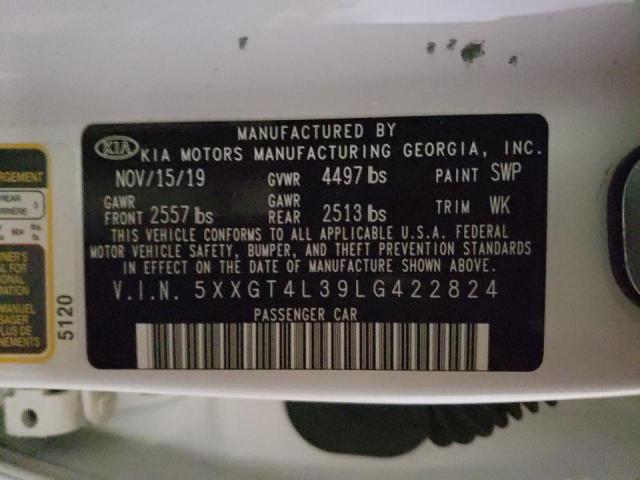 MANUFACTURED BY
KIA KIA MOTORS MANUFACTURING GEORGIA, INC.
NOV/15/19 GVWR 4497 lbs PAINT SWP
GAWR FRONT 2557 lbs GAWR REAR 2513 lbs TRIM WK
THIS VEHICLE CONFORMS TO ALL APPLICABLE U.S.A. FEDERAL
MOTOR VEHICLE SAFETY, BUMPER, AND THEFT PREVENTION STANDARDS
IN EFFECT ON THE DATE OF MANUFACTURE SHOWN ABOVE.
V.I.N. 5XXGT4L39LG422824
PASSENGER CAR
5120